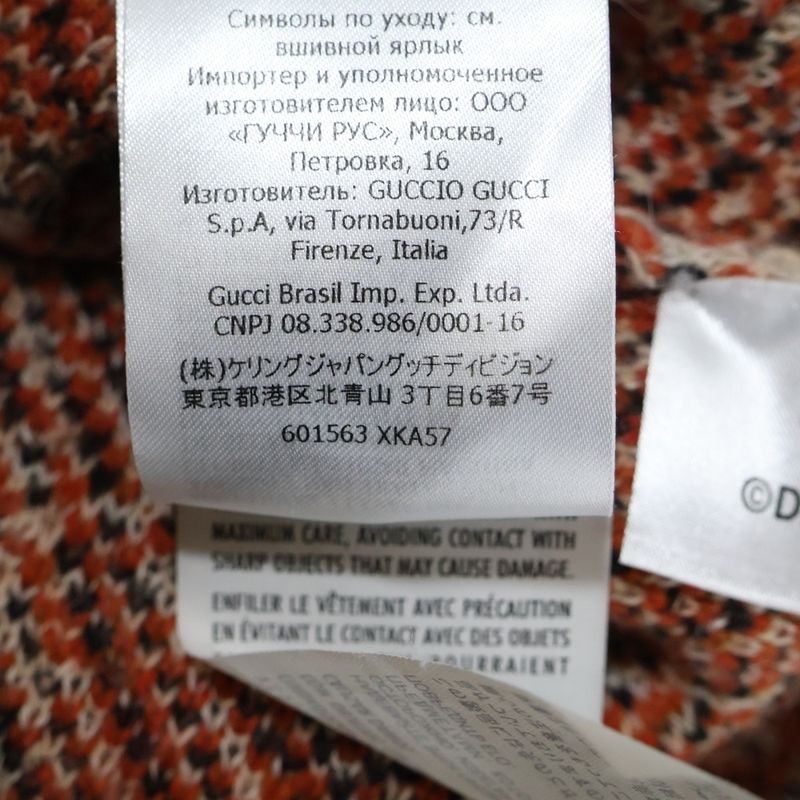 Символы по уходу: см.
вшивной ярлык
Импортер и уполномоченное
изготовителем лицо: ООО
«ГУЧЧИ РУС», Москва,
Петровка, 16
Изготовитель: GUCCIO GUCCI
S.p.A, via Tornabuoni,73/R
Firenze, Italia
Gucci Brasil Imp. Exp. Ltda.
CNPJ 08.338.986/0001-16
(株)ケリングジャパングッチディビジョン
東京都港区北青山 3丁目6番7号
601563 XKA57
©D
MAXIMUM CARE, AVOIDING CONTACT WITH
SHARP OBJECTS THAT MAY CAUSE DAMAGE.
ENFILER LE VÊTEMENT AVEC PRÉCAUTION
EN ÉVITANT LE CONTACT AVEC DES OBJETS